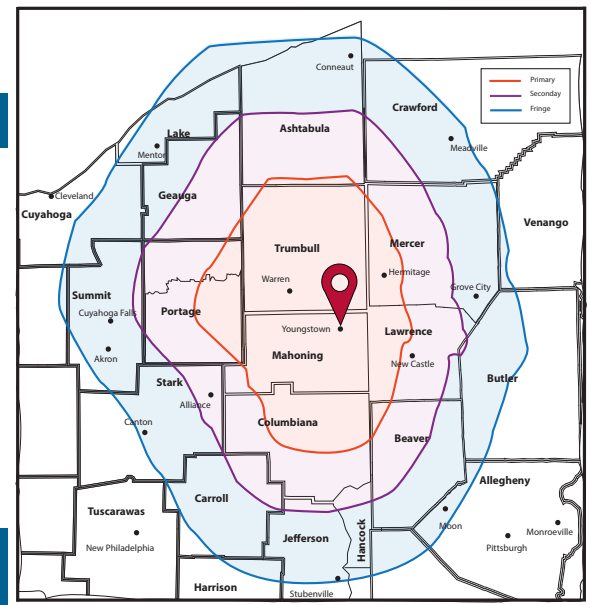 Conneaut
Primary
Seconday
Fringe
Crawford
Ashtabula
Lake
Mentor
Meadville
Geauga
Cleveland
Cuyahoga
Venango
Trumbull
Mercer
Hermitage
Warren
Grove City
Summit
Cuyahoga Falls
Portage
Youngstown
Lawrence
Mahoning
Akron
New Castle
Stark
Butler
Alliance
Canton
Columbiana
Beaver
Carroll
Allegheny
Tuscarawas
Moon
Monroeville
New Philadelphia
Jefferson
Hancock
Pittsburgh
Harrison
Stubenville